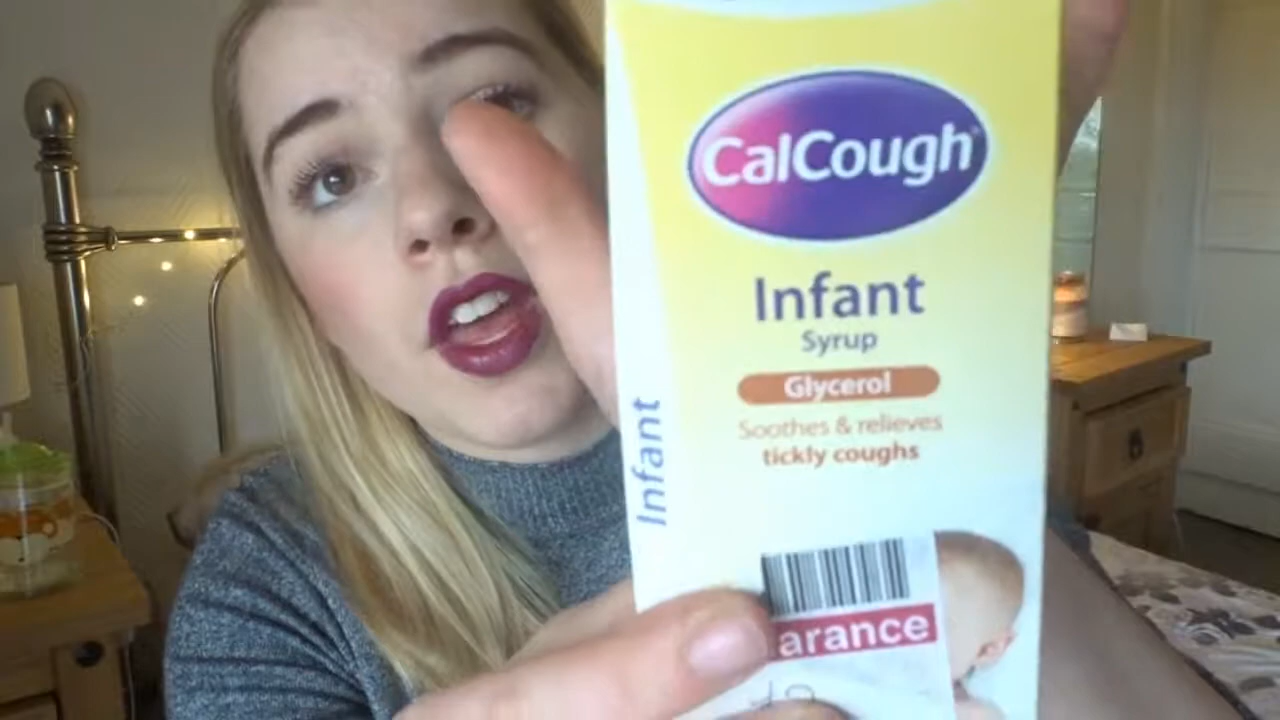 CalCough
Infant
Syrup
Glycerol
Soothes & relieves
tickly coughs
Infant
arance